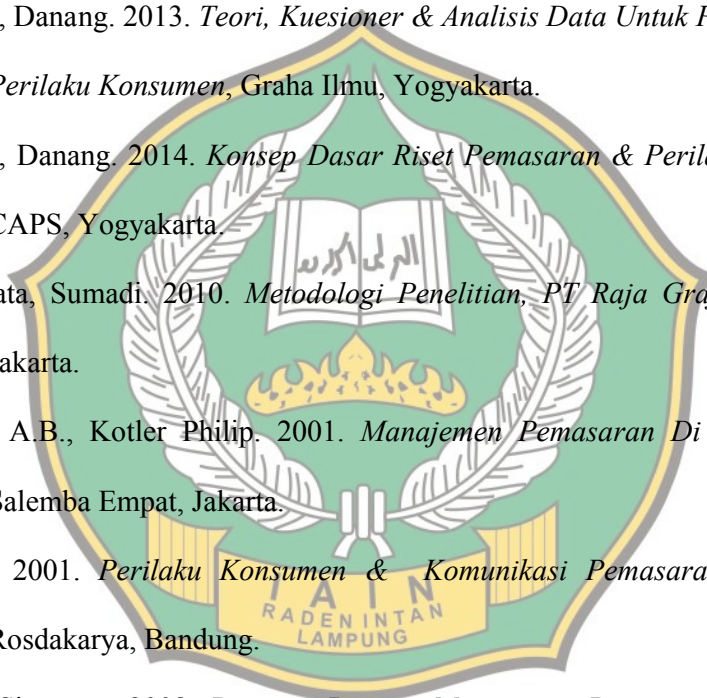 , Danang. 2013. Teori, Kuesioner & Analisis Data Untuk P
Perilaku Konsumen, Graha Ilmu, Yogyakarta.
, Danang. 2014. Konsep Dasar Riset Pemasaran & Perila
CAPS, Yogyakarta.
ata, Sumadi. 2010. Metodologi Penelitian, PT Raja Gra
akarta.
A.B., Kotler Philip. 2001. Manajemen Pemasaran Di
Salemba Empat, Jakarta.
2001. Perilaku Konsumen & Komunikasi Pemasara
Rosdakarya, Bandung.
IAIN
RADEN INTAN
LAMPUNG